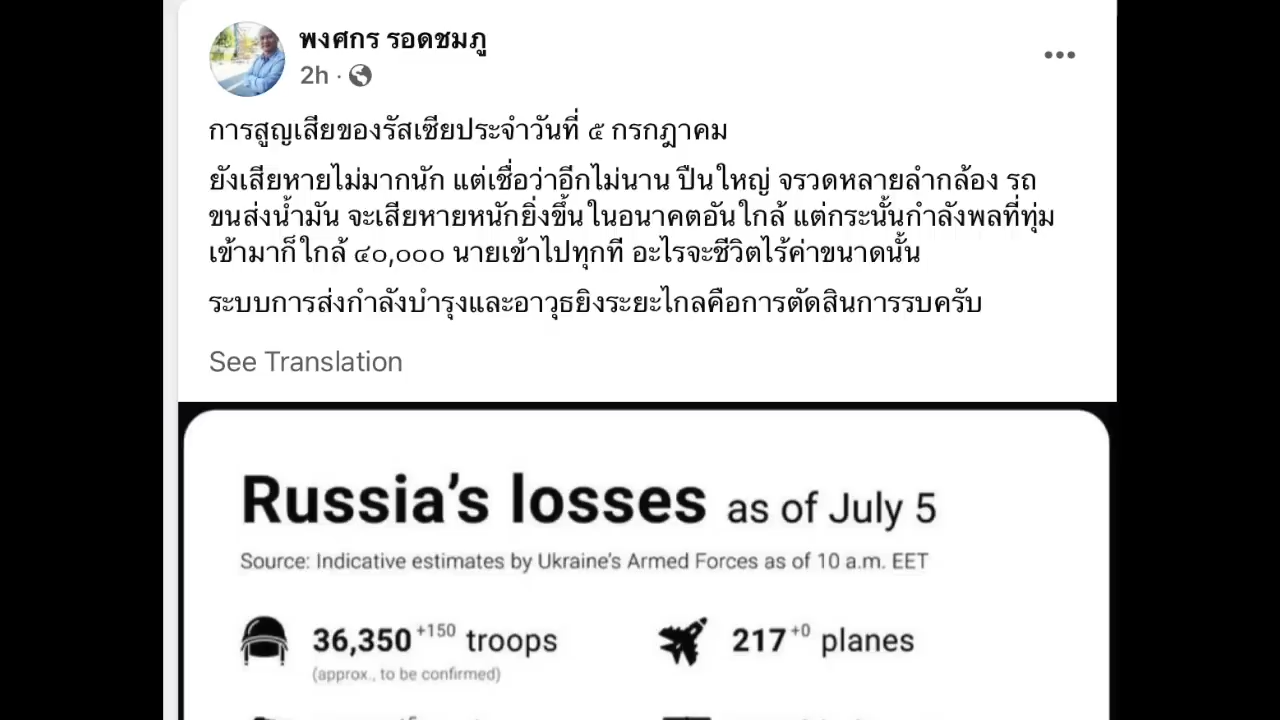 พงศกร รอดชมภู
2h ·
การสูญเสียของรัสเซียประจำวันที่ ๕ กรกฎาคม
ยังเสียหายไม่มากนัก แต่เชื่อว่าอีกไม่นาน ปืนใหญ่ จรวดหลายลำกล้อง รถ
ขนส่งน้ำมัน จะเสียหายหนักยิ่งขึ้นในอนาคตอันใกล้ แต่กระนั้นกำลังพลที่ทุ่ม
เข้ามาก็ใกล้ ๔๐,๐๐๐ นายเข้าไปทุกที อะไรจะชีวิตไร้ค่าขนาดนั้น
ระบบการส่งกำลังบำรุงและอาวุธยิงระยะไกลคือการตัดสินการรบครับ
See Translation
Russia's losses as of July 5
Source: Indicative estimates by Ukraine's Armed Forces as of 10 a.m. EET
36,350 +150 troops
(approx., to be confirmed)
217 +0 planes